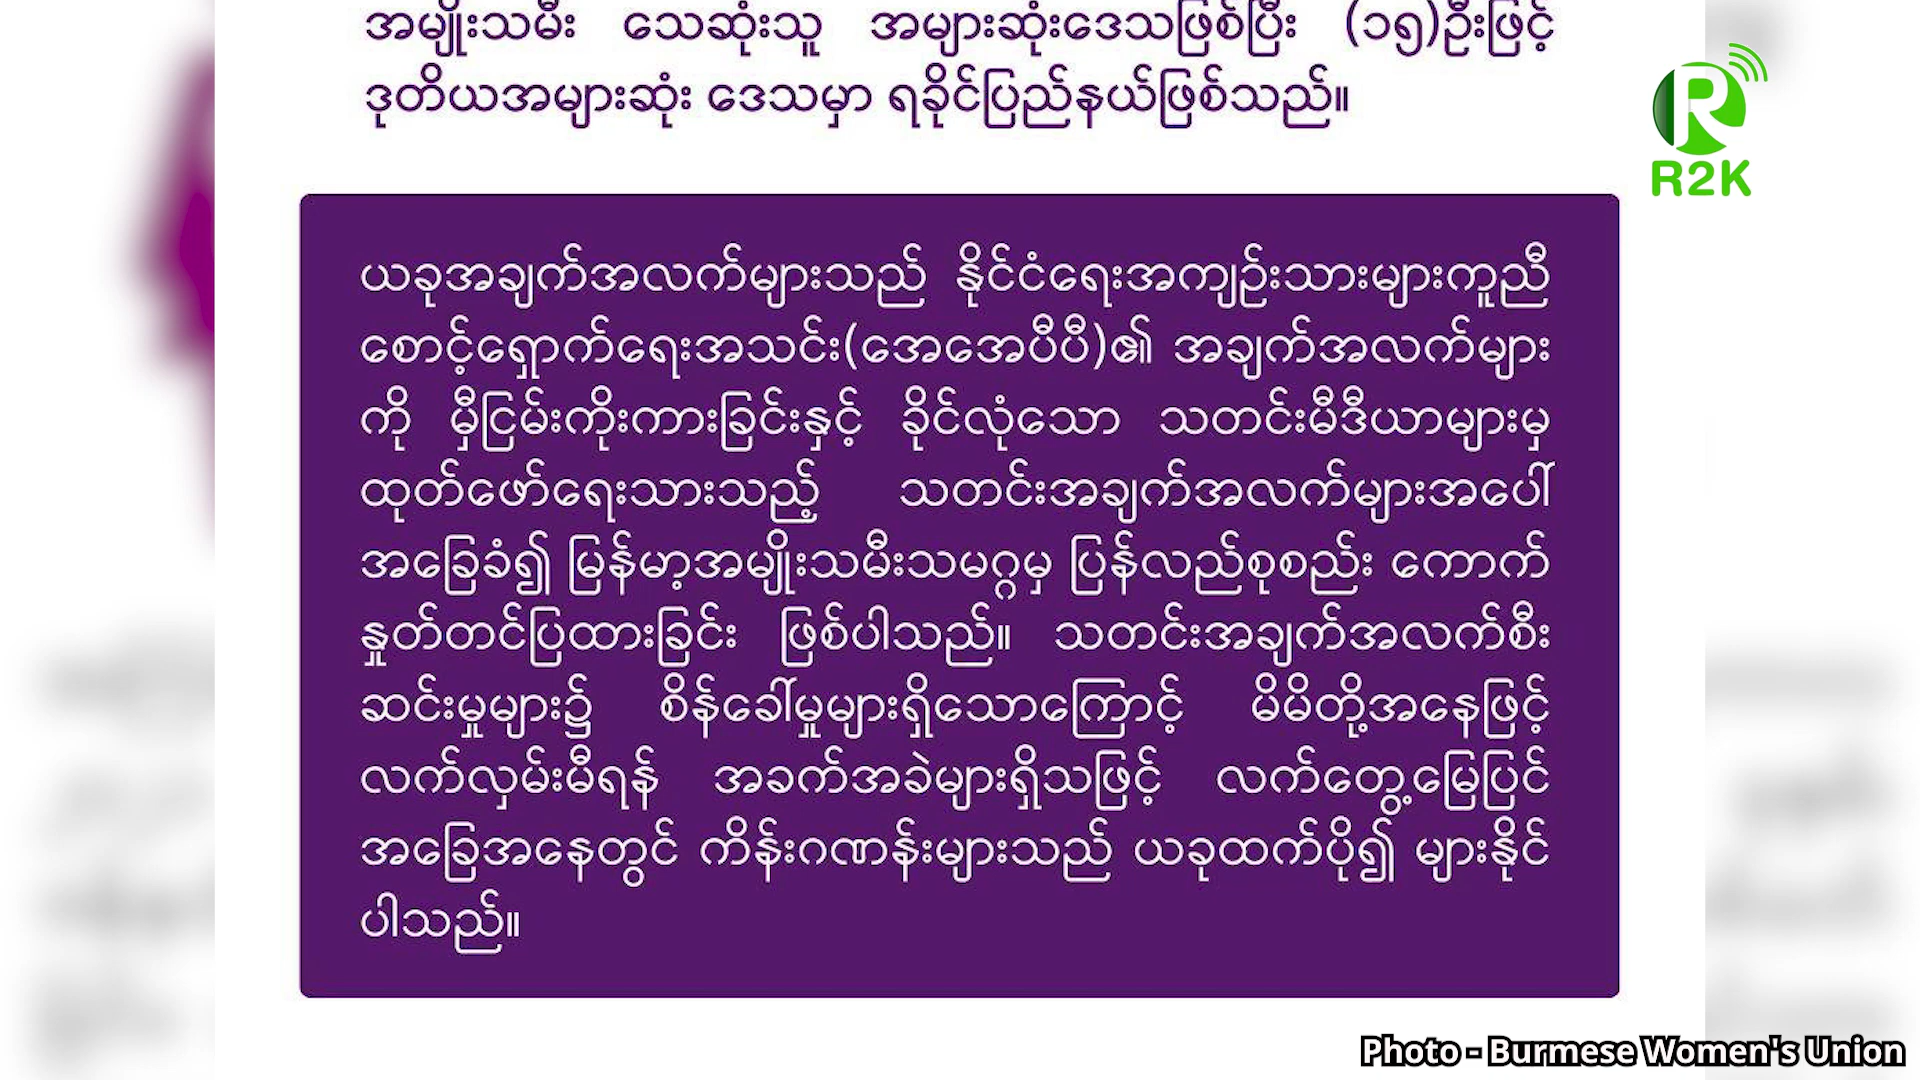 အမျိုးသမီး သေဆုံးသူ အများဆုံးဒေသဖြစ်ပြီး (၁၅)ဦးဖြင့်
ဒုတိယအများဆုံး ဒေသမှာ ရခိုင်ပြည်နယ်ဖြစ်သည်။
R2K
ယခုအချက်အလက်များသည် နိုင်ငံရေးအကျဉ်းသားများကူညီ
စောင့်ရှောက်ရေးအသင်း(အေအေပီပီ)၏ အချက်အလက်များ
ကို မှီငြမ်းကိုးကားခြင်းနှင့် ခိုင်လုံသော သတင်းမီဒီယာများမှ
ထုတ်ဖော်ရေးသားသည့် သတင်းအချက်အလက်များအပေါ်
အခြေခံ၍ မြန်မာ့အမျိုးသမီးသမဂ္ဂမှ ပြန်လည်စုစည်း ကောက်
နှုတ်တင်ပြထားခြင်း ဖြစ်ပါသည်။ သတင်းအချက်အလက်စီး
ဆင်းမှုများ၌ စိန်ခေါ်မှုများရှိသောကြောင့် မိမိတို့အနေဖြင့်
လက်လှမ်းမီရန် အခက်အခဲများရှိသဖြင့် လက်တွေ့မြေပြင်
အခြေအနေတွင် ကိန်းဂဏန်းများသည် ယခုထက်ပို၍ များနိုင်
ပါသည်။
Photo - Burmese Women's Union